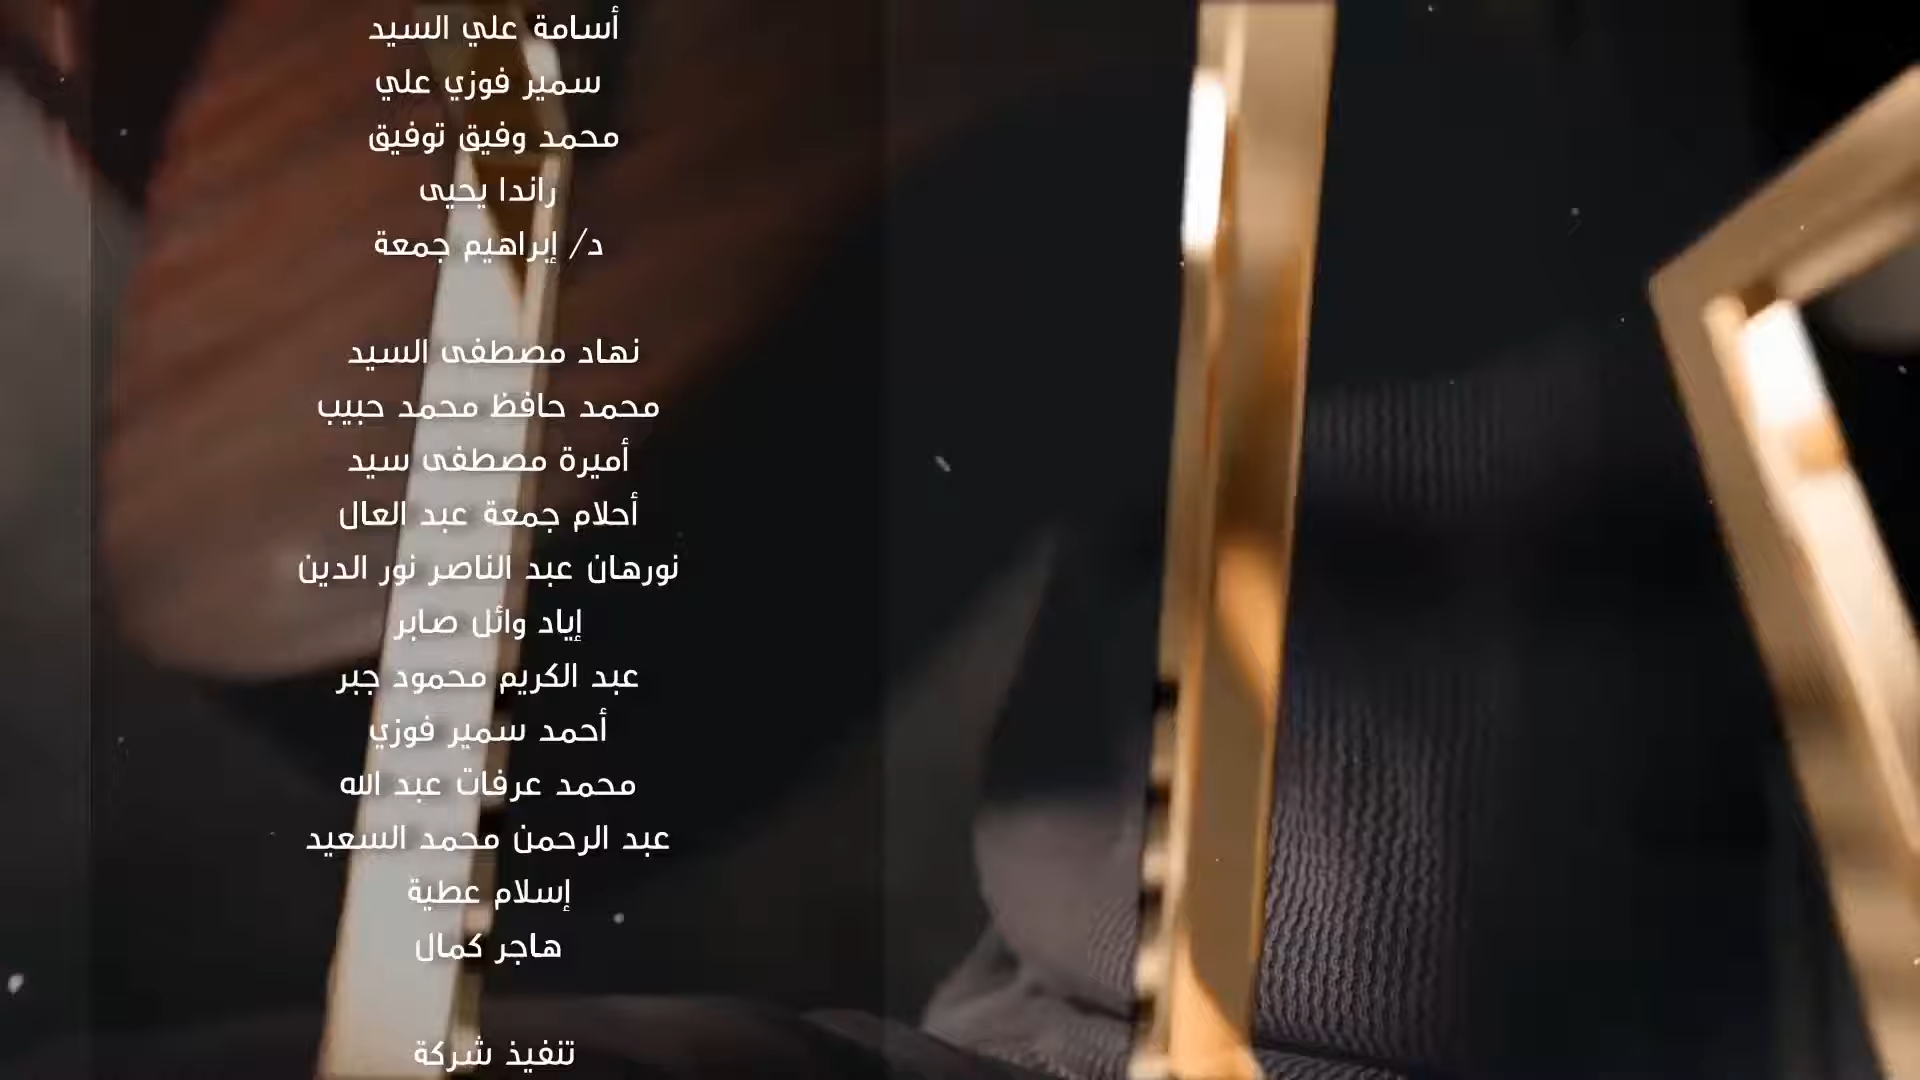 أسامة علي السيد
سمير فوزي علي
محمد وفيق توفيق
راندا يحيى
د/ إبراهيم جمعة
نهاد مصطفى السيد
محمد حافظ محمد حبيب
أميرة مصطفى سيد
أحلام جمعة عبد العال
نورهان عبد الناصر نور الدين
إياد وائل صابر
عبد الكريم محمود جبر
أحمد سمير فوزي
محمد عرفات عبد الله
عبد الرحمن محمد السعيد
إسلام عطية
هاجر كمال
تنفيذ شركة